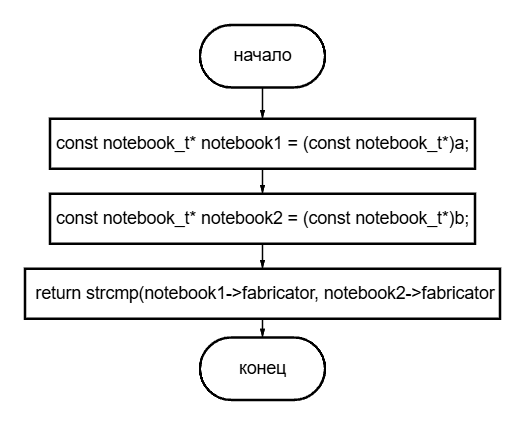 начало
const notebook_t* notebook1 = (const notebook_t*)a;
const notebook_t* notebook2 = (const notebook_t*)b;
return strcmp(notebook1->fabricator, notebook2->fabricator
конец